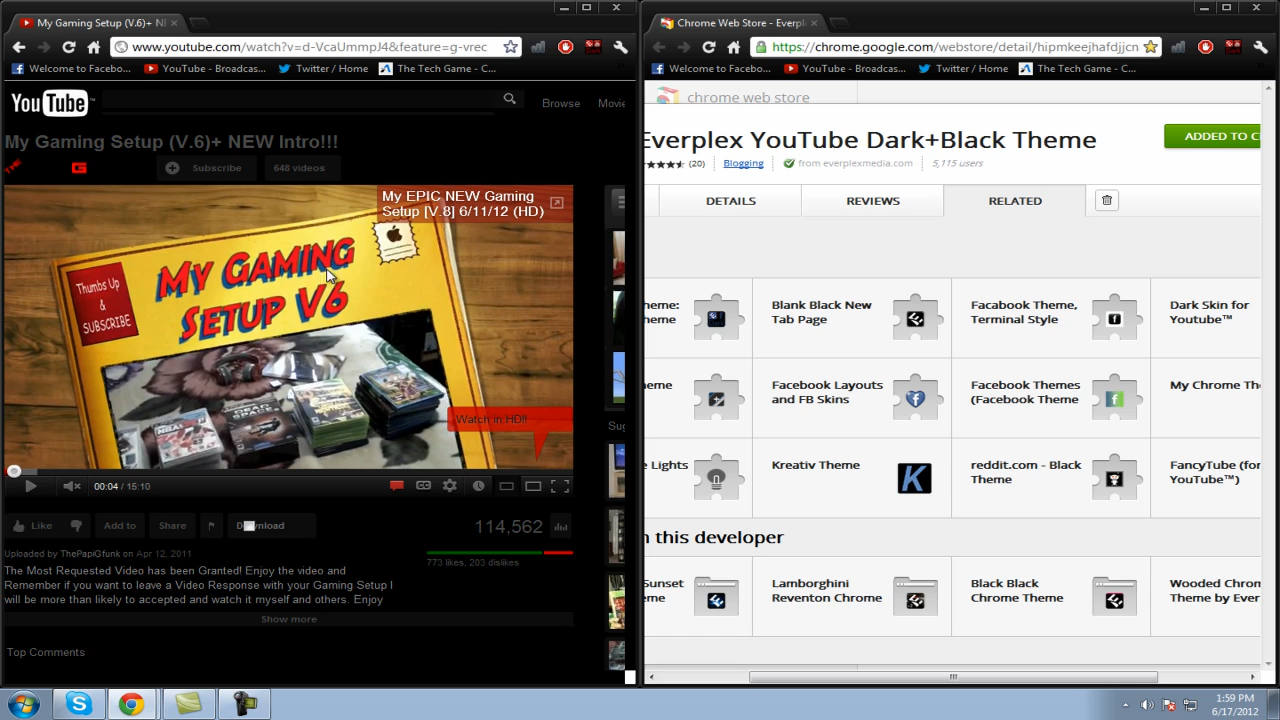 My Gaming Setup (V.6)+ NE
www.youtube.com/watch?v=d-VcaUmmpJ4&feature=g-vrec
Welcome to Facebo...
YouTube - Broadcas...
Twitter / Home
The Tech Game - C...
YouTube
Browse
Movie
My Gaming Setup (V.6)+ NEW Intro!!!
Subscribe
648 videos
My EPIC NEW Gaming
Setup [V.8] 6/11/12 (HD)
Thumbs Up
&
SUBSCRIBE
My Gaming
Setup V6
Watch in HD!!
00:04 / 15:10
Like
Add to
Share
Download
114,562
Uploaded by ThePapiGfunk on Apr 12, 2011
773 likes, 203 dislikes
The Most Requested Video has been Granted! Enjoy the video and
Remember if you want to leave a Video Response with your Gaming Setup I
will be more than likely to accepted and watch it myself and others. Enjoy
Show more
Top Comments
Sug
Chrome Web Store - Everpl
https://chrome.google.com/webstore/detail/hipmkeejhafdjjcn
Welcome to Facebo...
YouTube - Broadcas...
Twitter / Home
The Tech Game - C...
chrome web store
Everplex YouTube Dark+Black Theme
ADDED TO C
(20)
Blogging
from everplexmedia.com
5,115 users
DETAILS
REVIEWS
RELATED
heme:
heme
Blank Black New
Tab Page
Facabook Theme,
Terminal Style
Dark Skin for
Youtube™
eme
Facebook Layouts
and FB Skins
Facebook Themes
(Facebook Theme
My Chrome Th
e Lights
Kreativ Theme
K
reddit.com - Black
Theme
FancyTube (for
YouTube™)
n this developer
Sunset
eme
Lamborghini
Reventon Chrome
Black Black
Chrome Theme
Wooded Chron
Theme by Ever
1:59 PM
6/17/2012